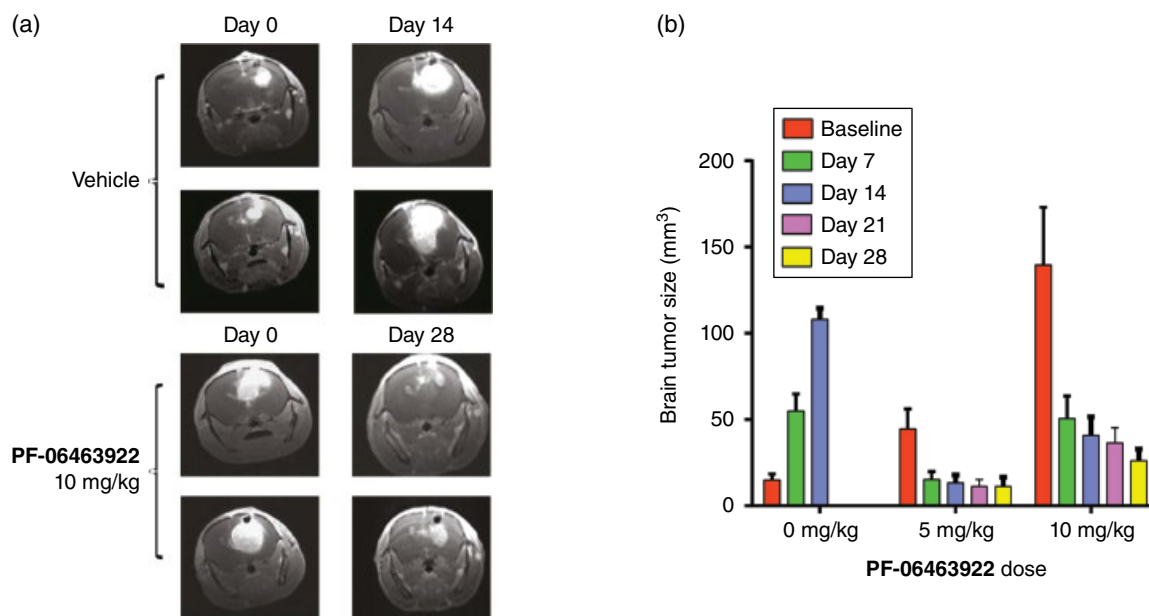 (a)
Day 0 Day 14
Vehicle
Day 0 Day 28
PF-06463922
10 mg/kg
(b)
Baseline
Day 7
Day 14
Day 21
Day 28
Brain tumor size (mm³)
200
150
100
50
0
0 mg/kg 5 mg/kg 10 mg/kg
PF-06463922 dose